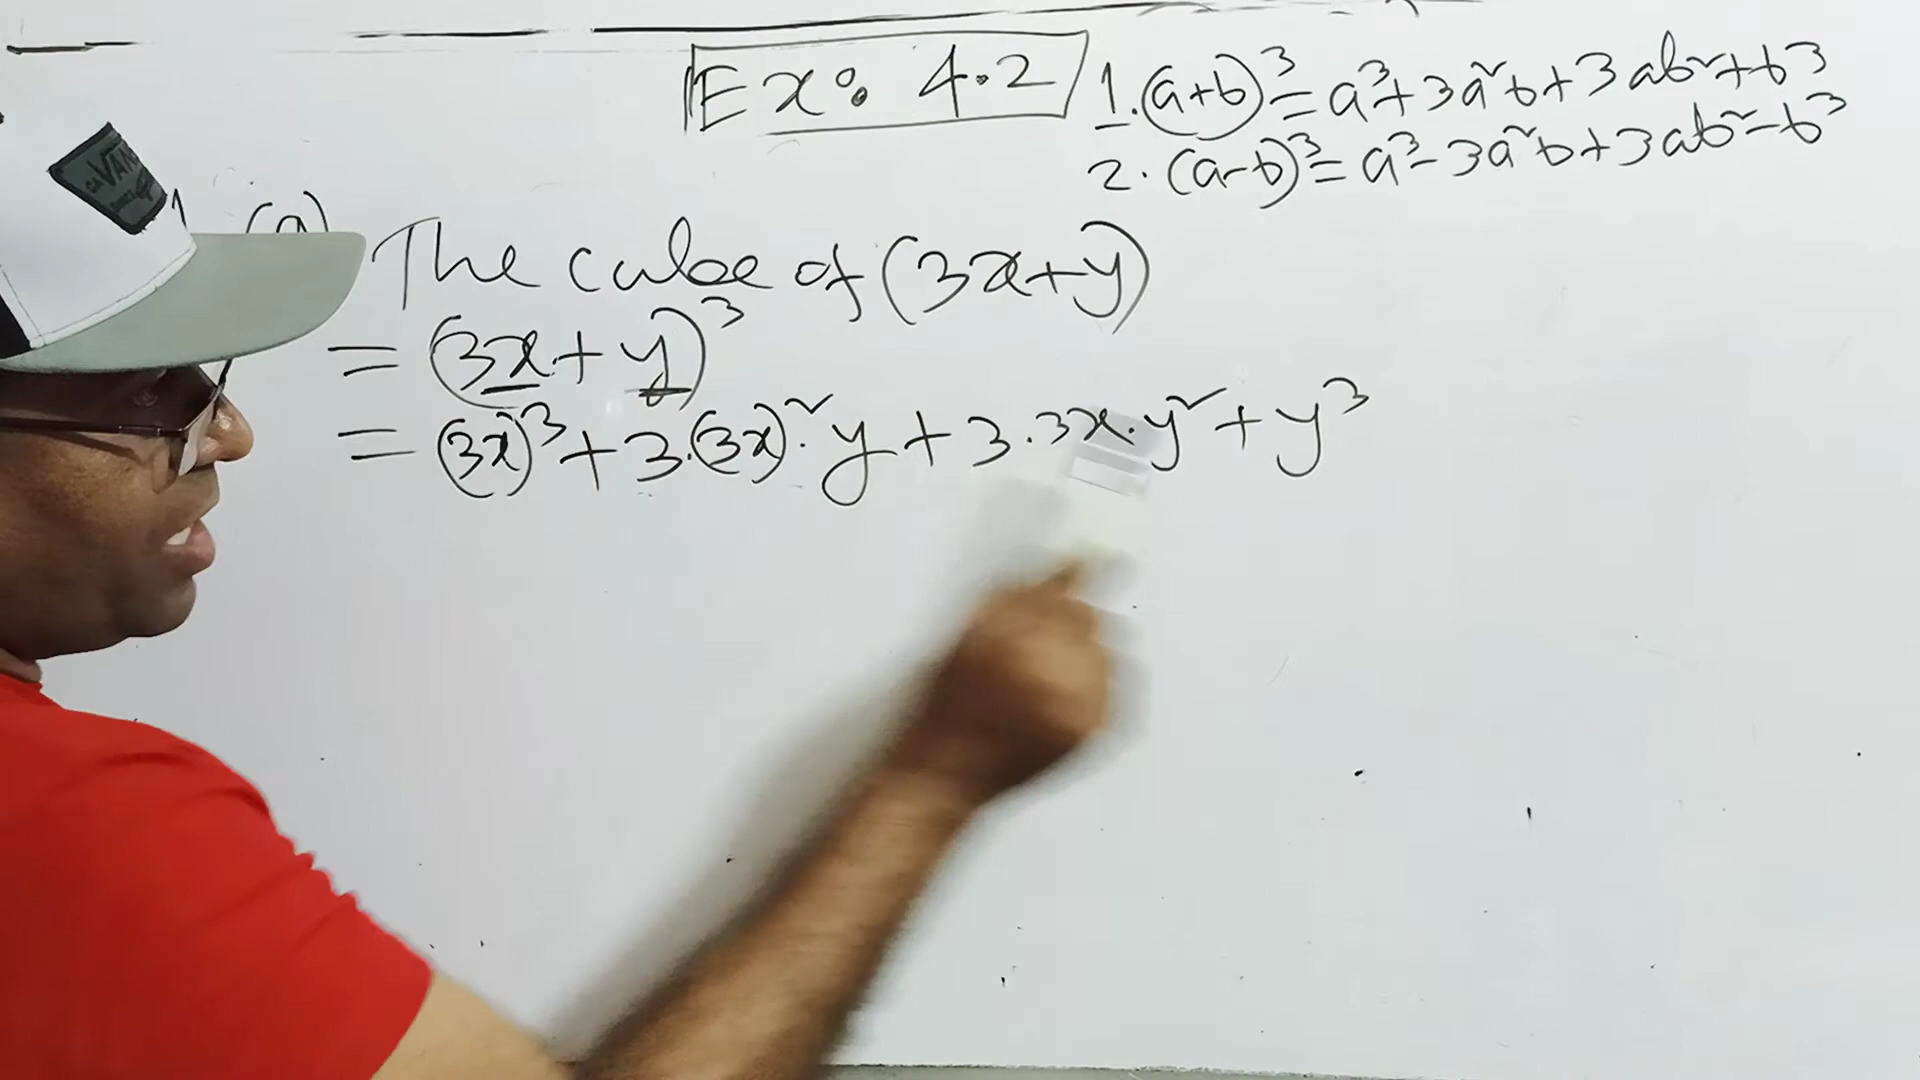 Ex: 4.2
1. (a+b)³ = a³+3a²b+3ab²+b³
2. (a-b)³ = a³-3a²b+3ab²-b³
1 (a) The cube of (3x+y)
= (3x+y)³
= (3x)³+3.(3x)².y+3.3x.y²+y³